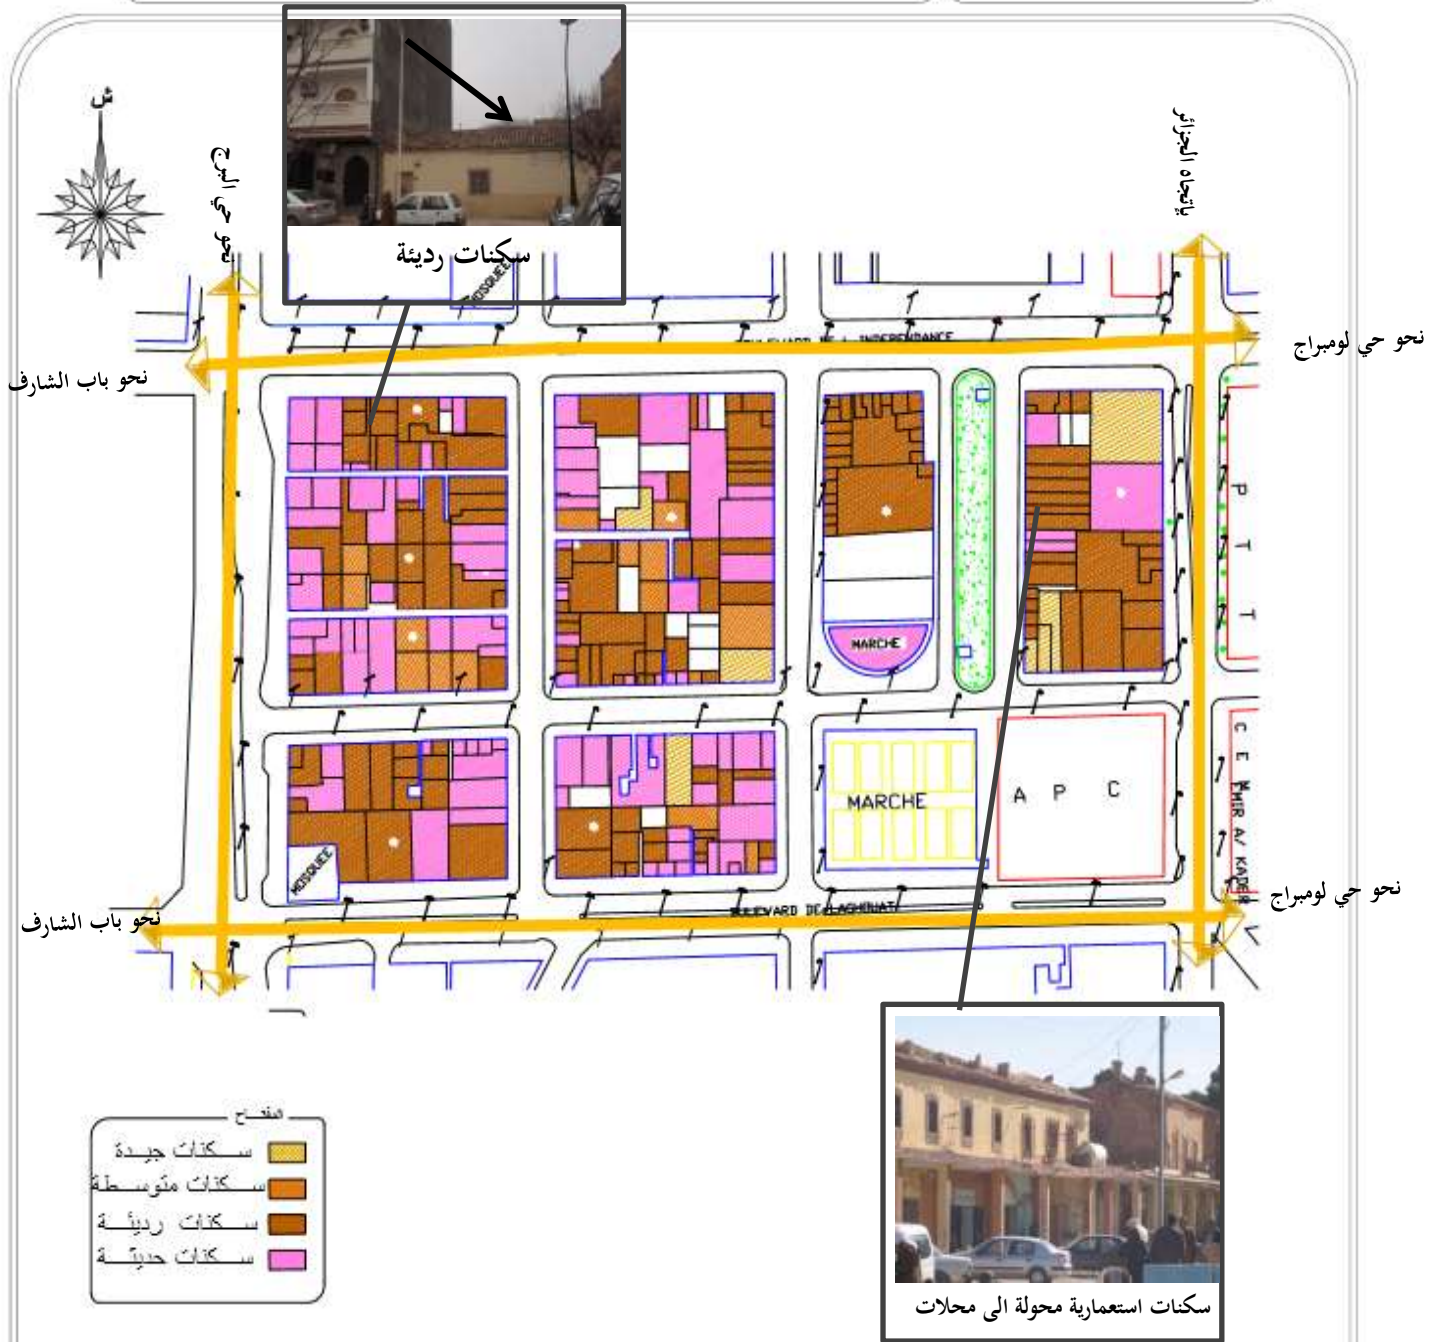 ش
نحو حي البرج
بإتجاه الجزائر
سكنات رديئة
MOSQUEE
BOULEVARD DE L INDEPENDANCE
نحو حي لومبراج
نحو باب الشارف
P T T
MARCHE
MARCHE
A P C
C E M
EMIR A/ KADER
MOSQUEE
نحو حي لومبراج
نحو باب الشارف
BULEVARD DE LAGHOUAT
المفتاح
سكنات جيدة
سكنات متوسطة
سكنات رديئة
سكنات حديثة
سكنات استعمارية محولة الى محلات